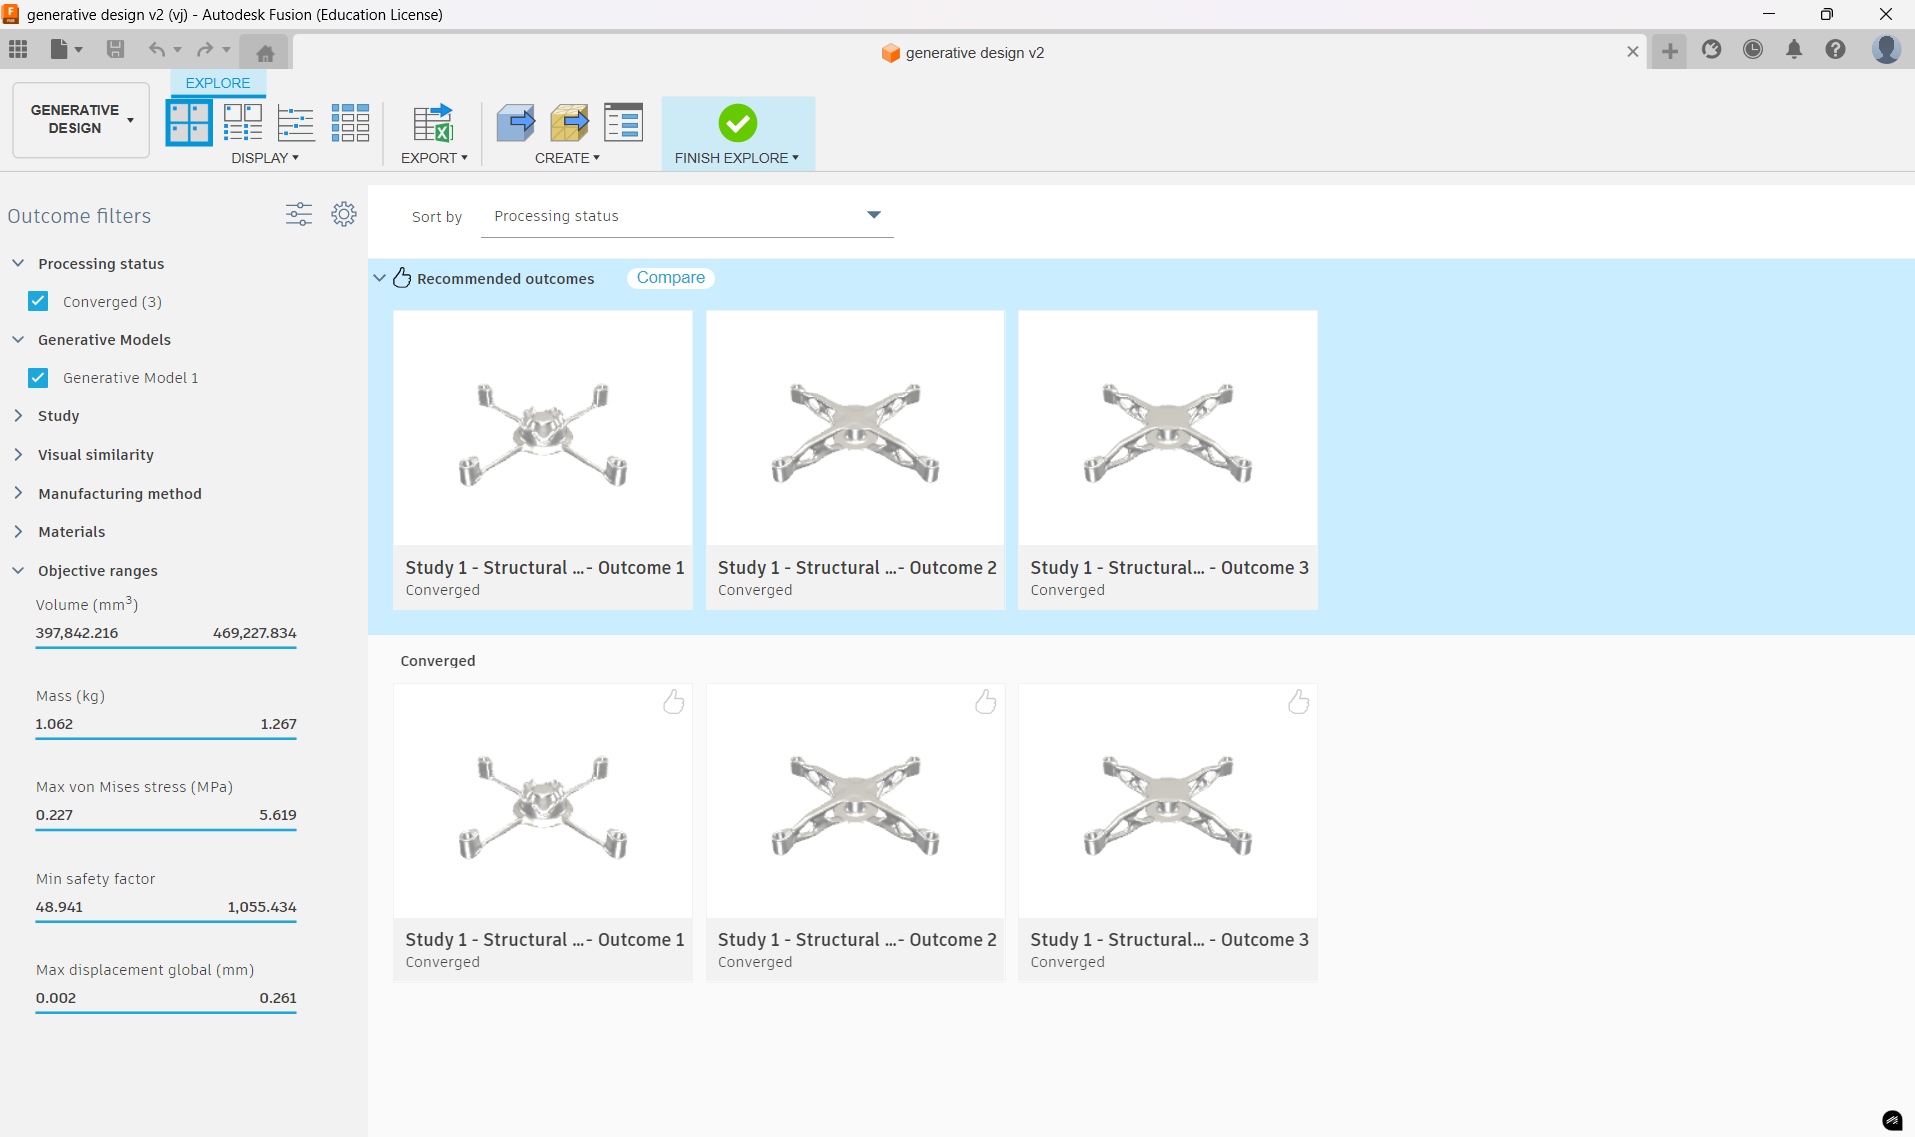 generative design v2 (vj) - Autodesk Fusion (Education License)
generative design v2
EXPLORE
GENERATIVE
DESIGN
DISPLAY
EXPORT
CREATE
FINISH EXPLORE
Outcome filters
Processing status
Converged (3)
Generative Models
Generative Model 1
Study
Visual similarity
Manufacturing method
Materials
Objective ranges
Volume (mm³)
397,842.216 469,227.834
Mass (kg)
1.062 1.267
Max von Mises stress (MPa)
0.227 5.619
Min safety factor
48.941 1,055.434
Max displacement global (mm)
0.002 0.261
Sort by Processing status
Recommended outcomes Compare
Study 1 - Structural ...- Outcome 1
Converged
Study 1 - Structural ...- Outcome 2
Converged
Study 1 - Structural... - Outcome 3
Converged
Converged
Study 1 - Structural ...- Outcome 1
Converged
Study 1 - Structural ...- Outcome 2
Converged
Study 1 - Structural... - Outcome 3
Converged